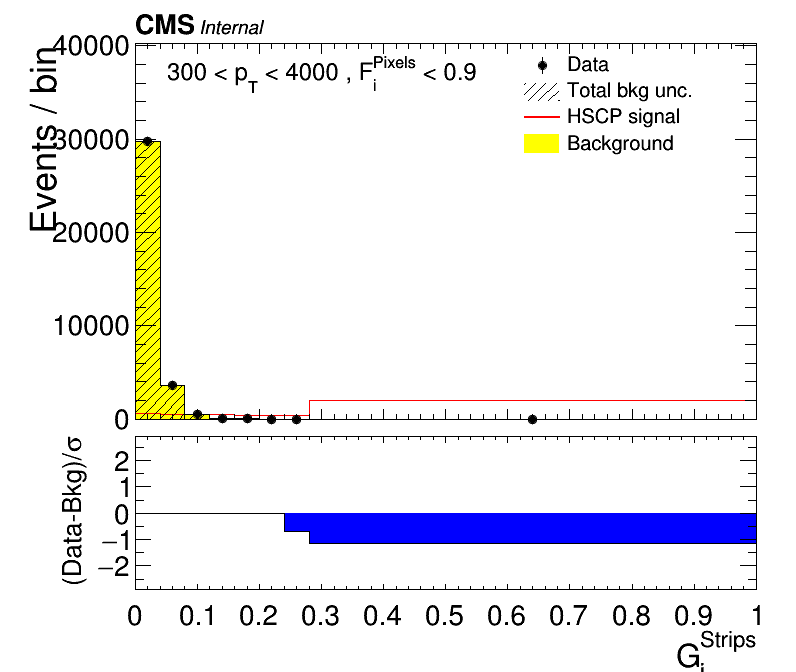 CMS Internal
40000
30000
20000
10000
0
Events / bin
300 < p_T < 4000 , F_i^Pixels < 0.9
Data
Total bkg unc.
HSCP signal
Background
(Data-Bkg)/σ
2
1
0
−1
−2
0 0.1 0.2 0.3 0.4 0.5 0.6 0.7 0.8 0.9 1
G_i^Strips